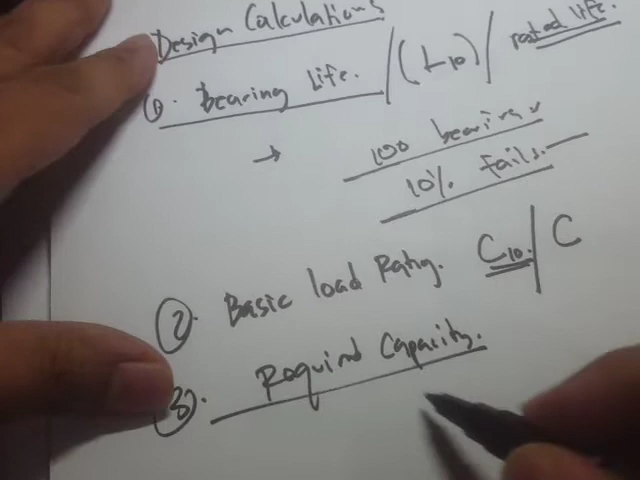 Design Calculations
①. Bearing Life. / (L10) / rated life.
→ 100 bearings
10% fails.
②. Basic load Rating. C10. / C
③. Required Capacity.